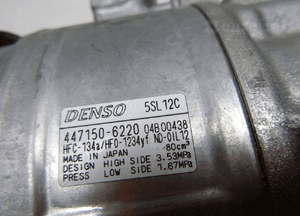 DENSO 5SL12C
447150-6220 04B00438
HFC-134a/HFO-1234yf ND-OIL12
80cm³
MADE IN JAPAN
DESIGN HIGH SIDE 3.53MPa
PRESS LOW SIDE 1.67MPa